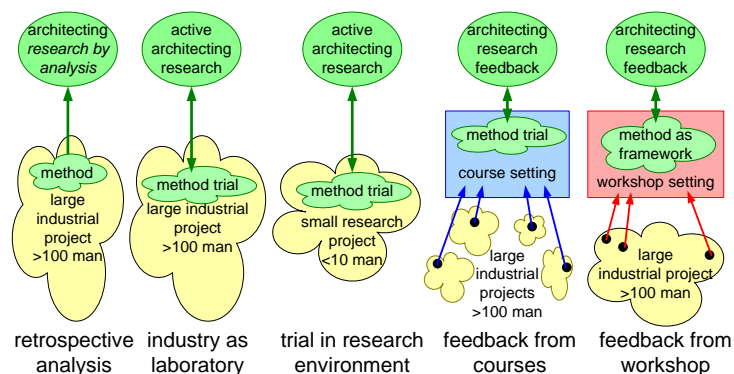 architecting
research by
analysis
method
large
industrial
project
>100 man
retrospective
analysis
active
architecting
research
method trial
large industrial
project
>100 man
industry as
laboratory
active
architecting
research
method trial
small research
project
<10 man
trial in research
environment
architecting
research
feedback
method trial
course setting
large
industrial
projects
>100 man
feedback from
courses
architecting
research
feedback
method as
framework
workshop setting
large
industrial project
>100 man
feedback from
workshop